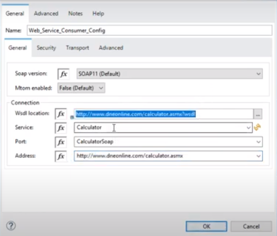 General Advanced Notes Help
Name: Web_Service_Consumer_Config
General Security Transport Advanced
Soap version: fx SOAP11 (Default)
Mtom enabled: fx False (Default)
Connection
Wsdl location: fx http://www.dneonline.com/calculator.asmx?wsdl ...
Service: fx Calculator
Port: fx CalculatorSoap
Address: fx http://www.dneonline.com/calculator.asmx
? OK Cancel